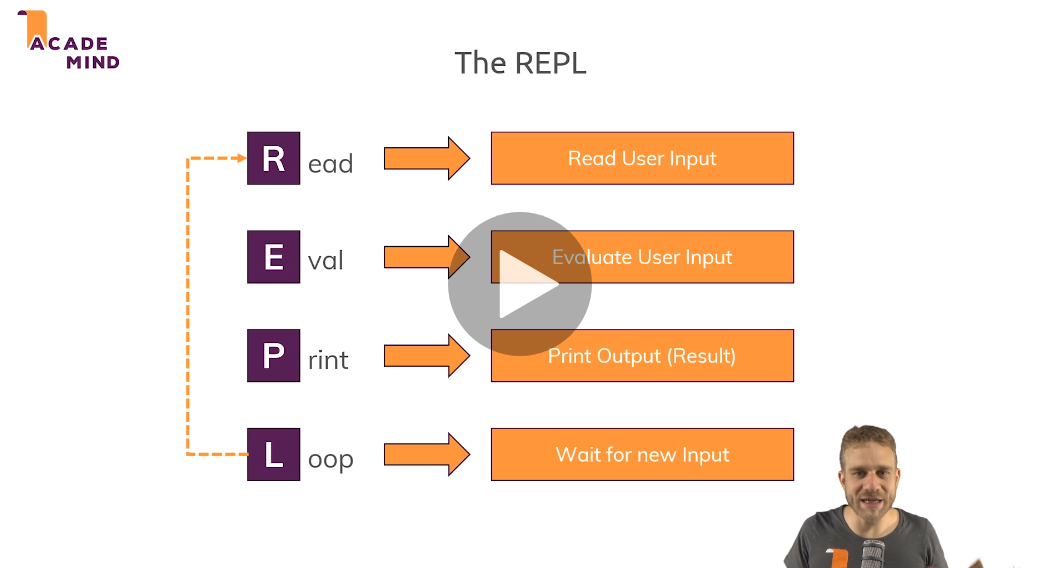 ACADE
MIND
The REPL
R ead
Read User Input
E val
Evaluate User Input
P rint
Print Output (Result)
L oop
Wait for new Input